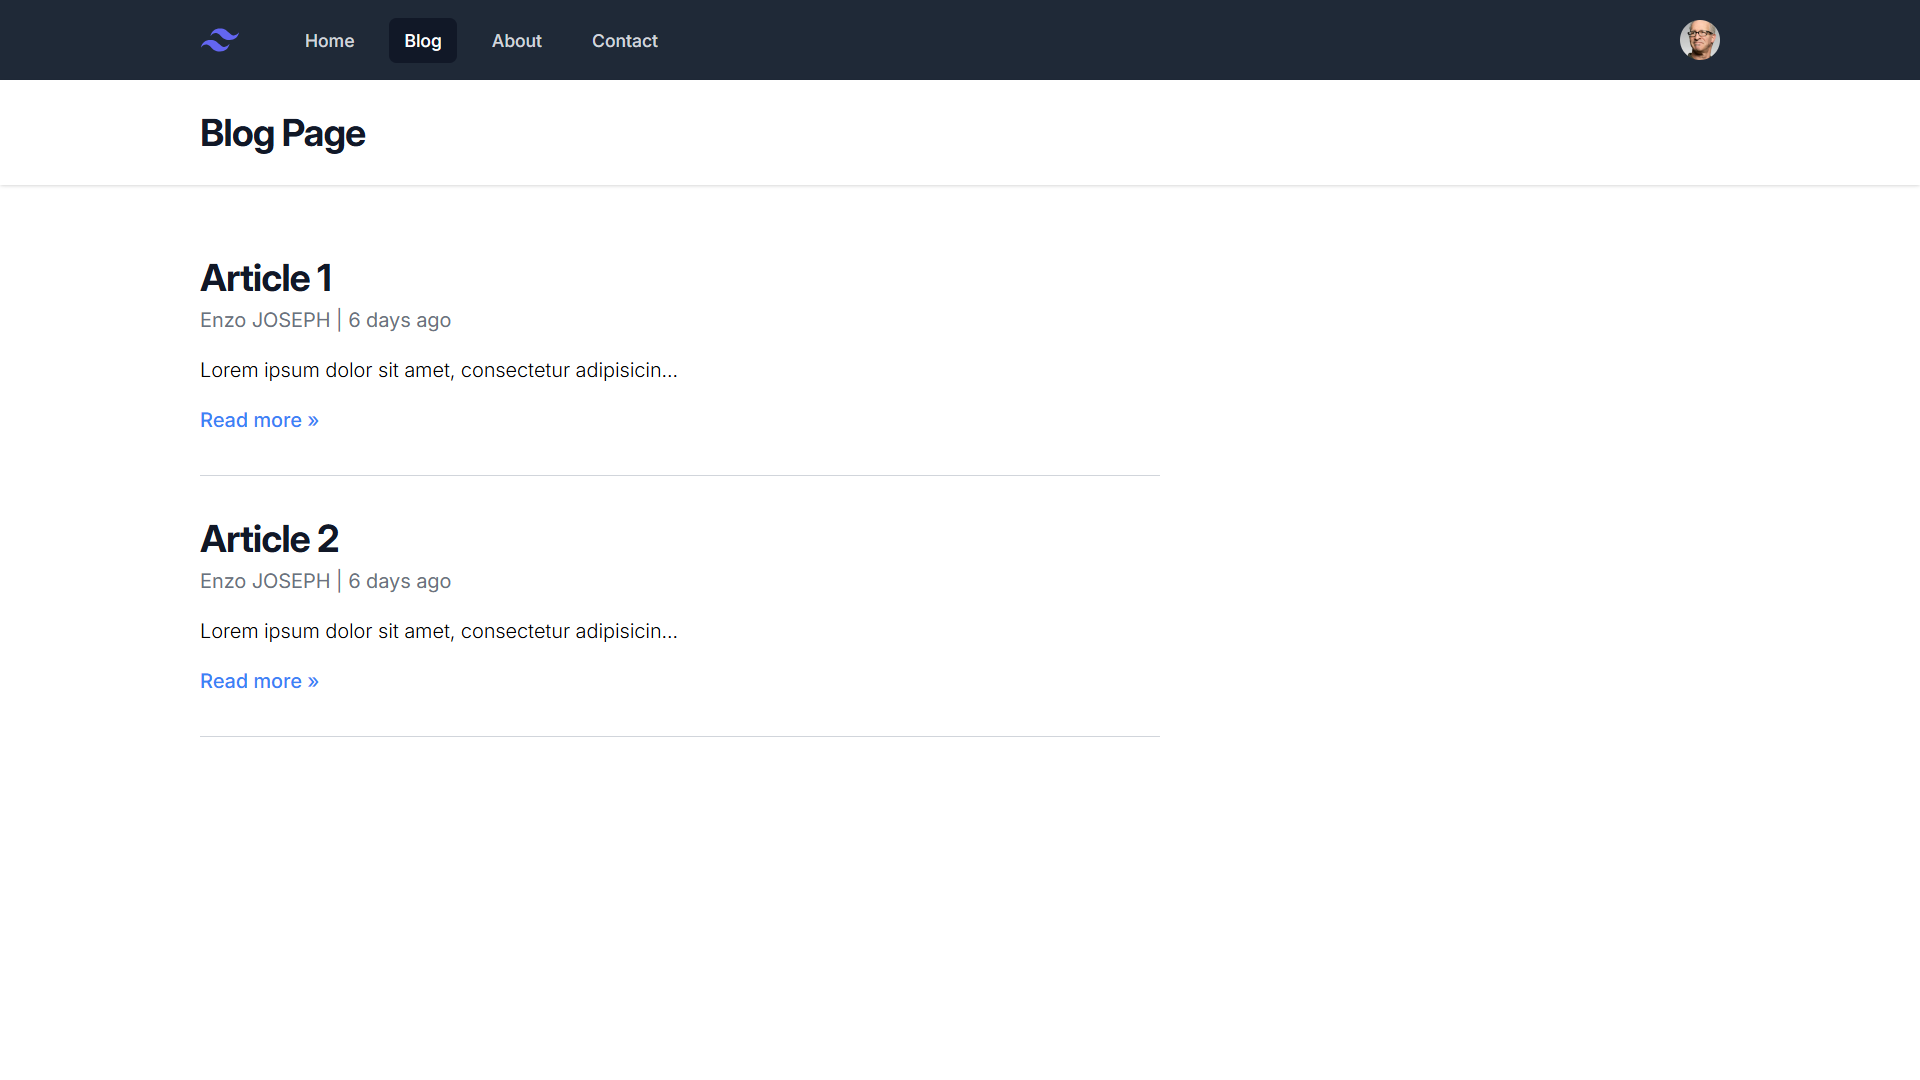 Home
Blog
About
Contact
Blog Page
Article 1
Enzo JOSEPH | 6 days ago
Lorem ipsum dolor sit amet, consectetur adipisicin...
Read more »
Article 2
Enzo JOSEPH | 6 days ago
Lorem ipsum dolor sit amet, consectetur adipisicin...
Read more »